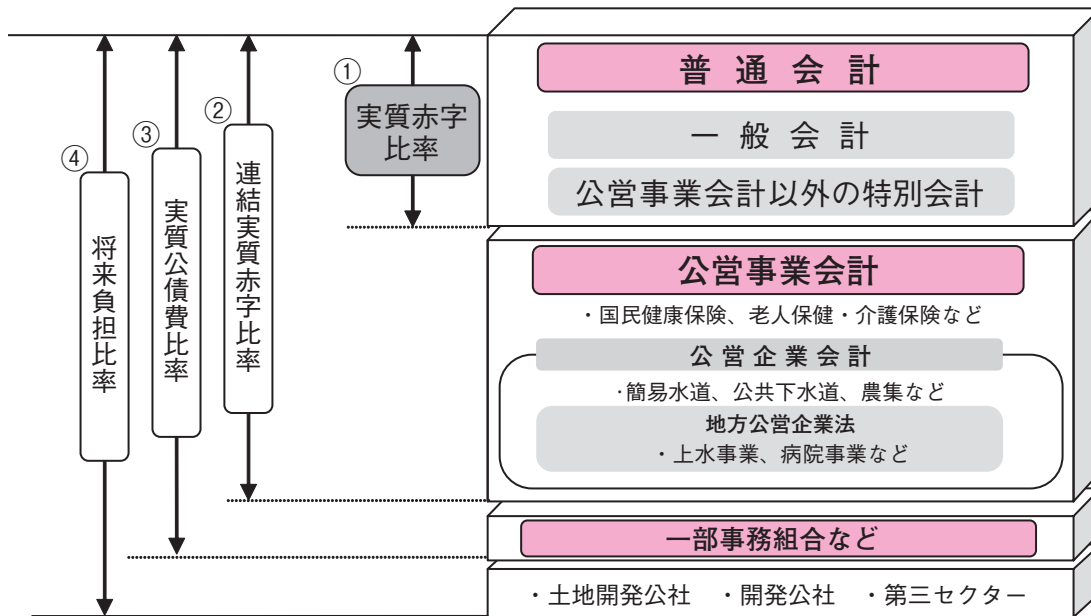 ①
実質赤字
比率
②
連結実質赤字比率
③
実質公債費比率
④
将来負担比率
普通会計
一般会計
公営事業会計以外の特別会計
公営事業会計
・国民健康保険、老人保健・介護保険など
公営企業会計
・簡易水道、公共下水道、農集など
地方公営企業法
・上水事業、病院事業など
一部事務組合など
・土地開発公社 ・開発公社 ・第三セクター